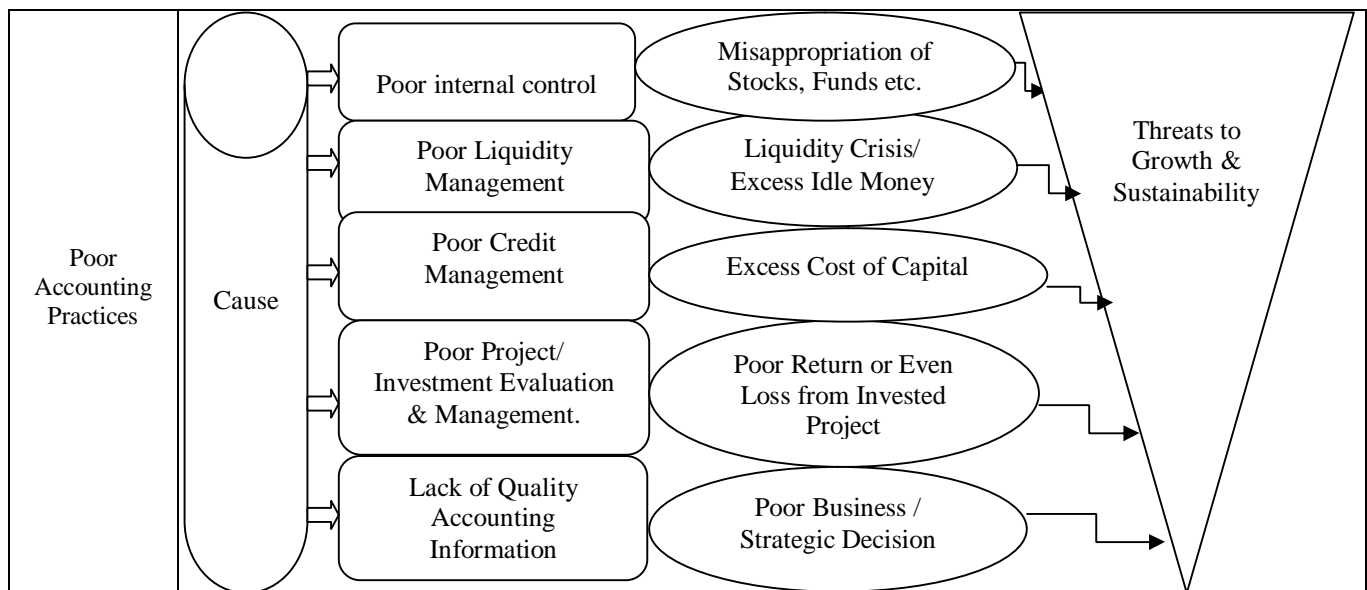 Poor
Accounting
Practices
Cause
Poor internal control
Misappropriation of
Stocks, Funds etc.
Poor Liquidity
Management
Liquidity Crisis/
Excess Idle Money
Poor Credit
Management
Excess Cost of Capital
Poor Project/
Investment Evaluation
& Management.
Poor Return or Even
Loss from Invested
Project
Lack of Quality
Accounting
Information
Poor Business /
Strategic Decision
Threats to
Growth &
Sustainability